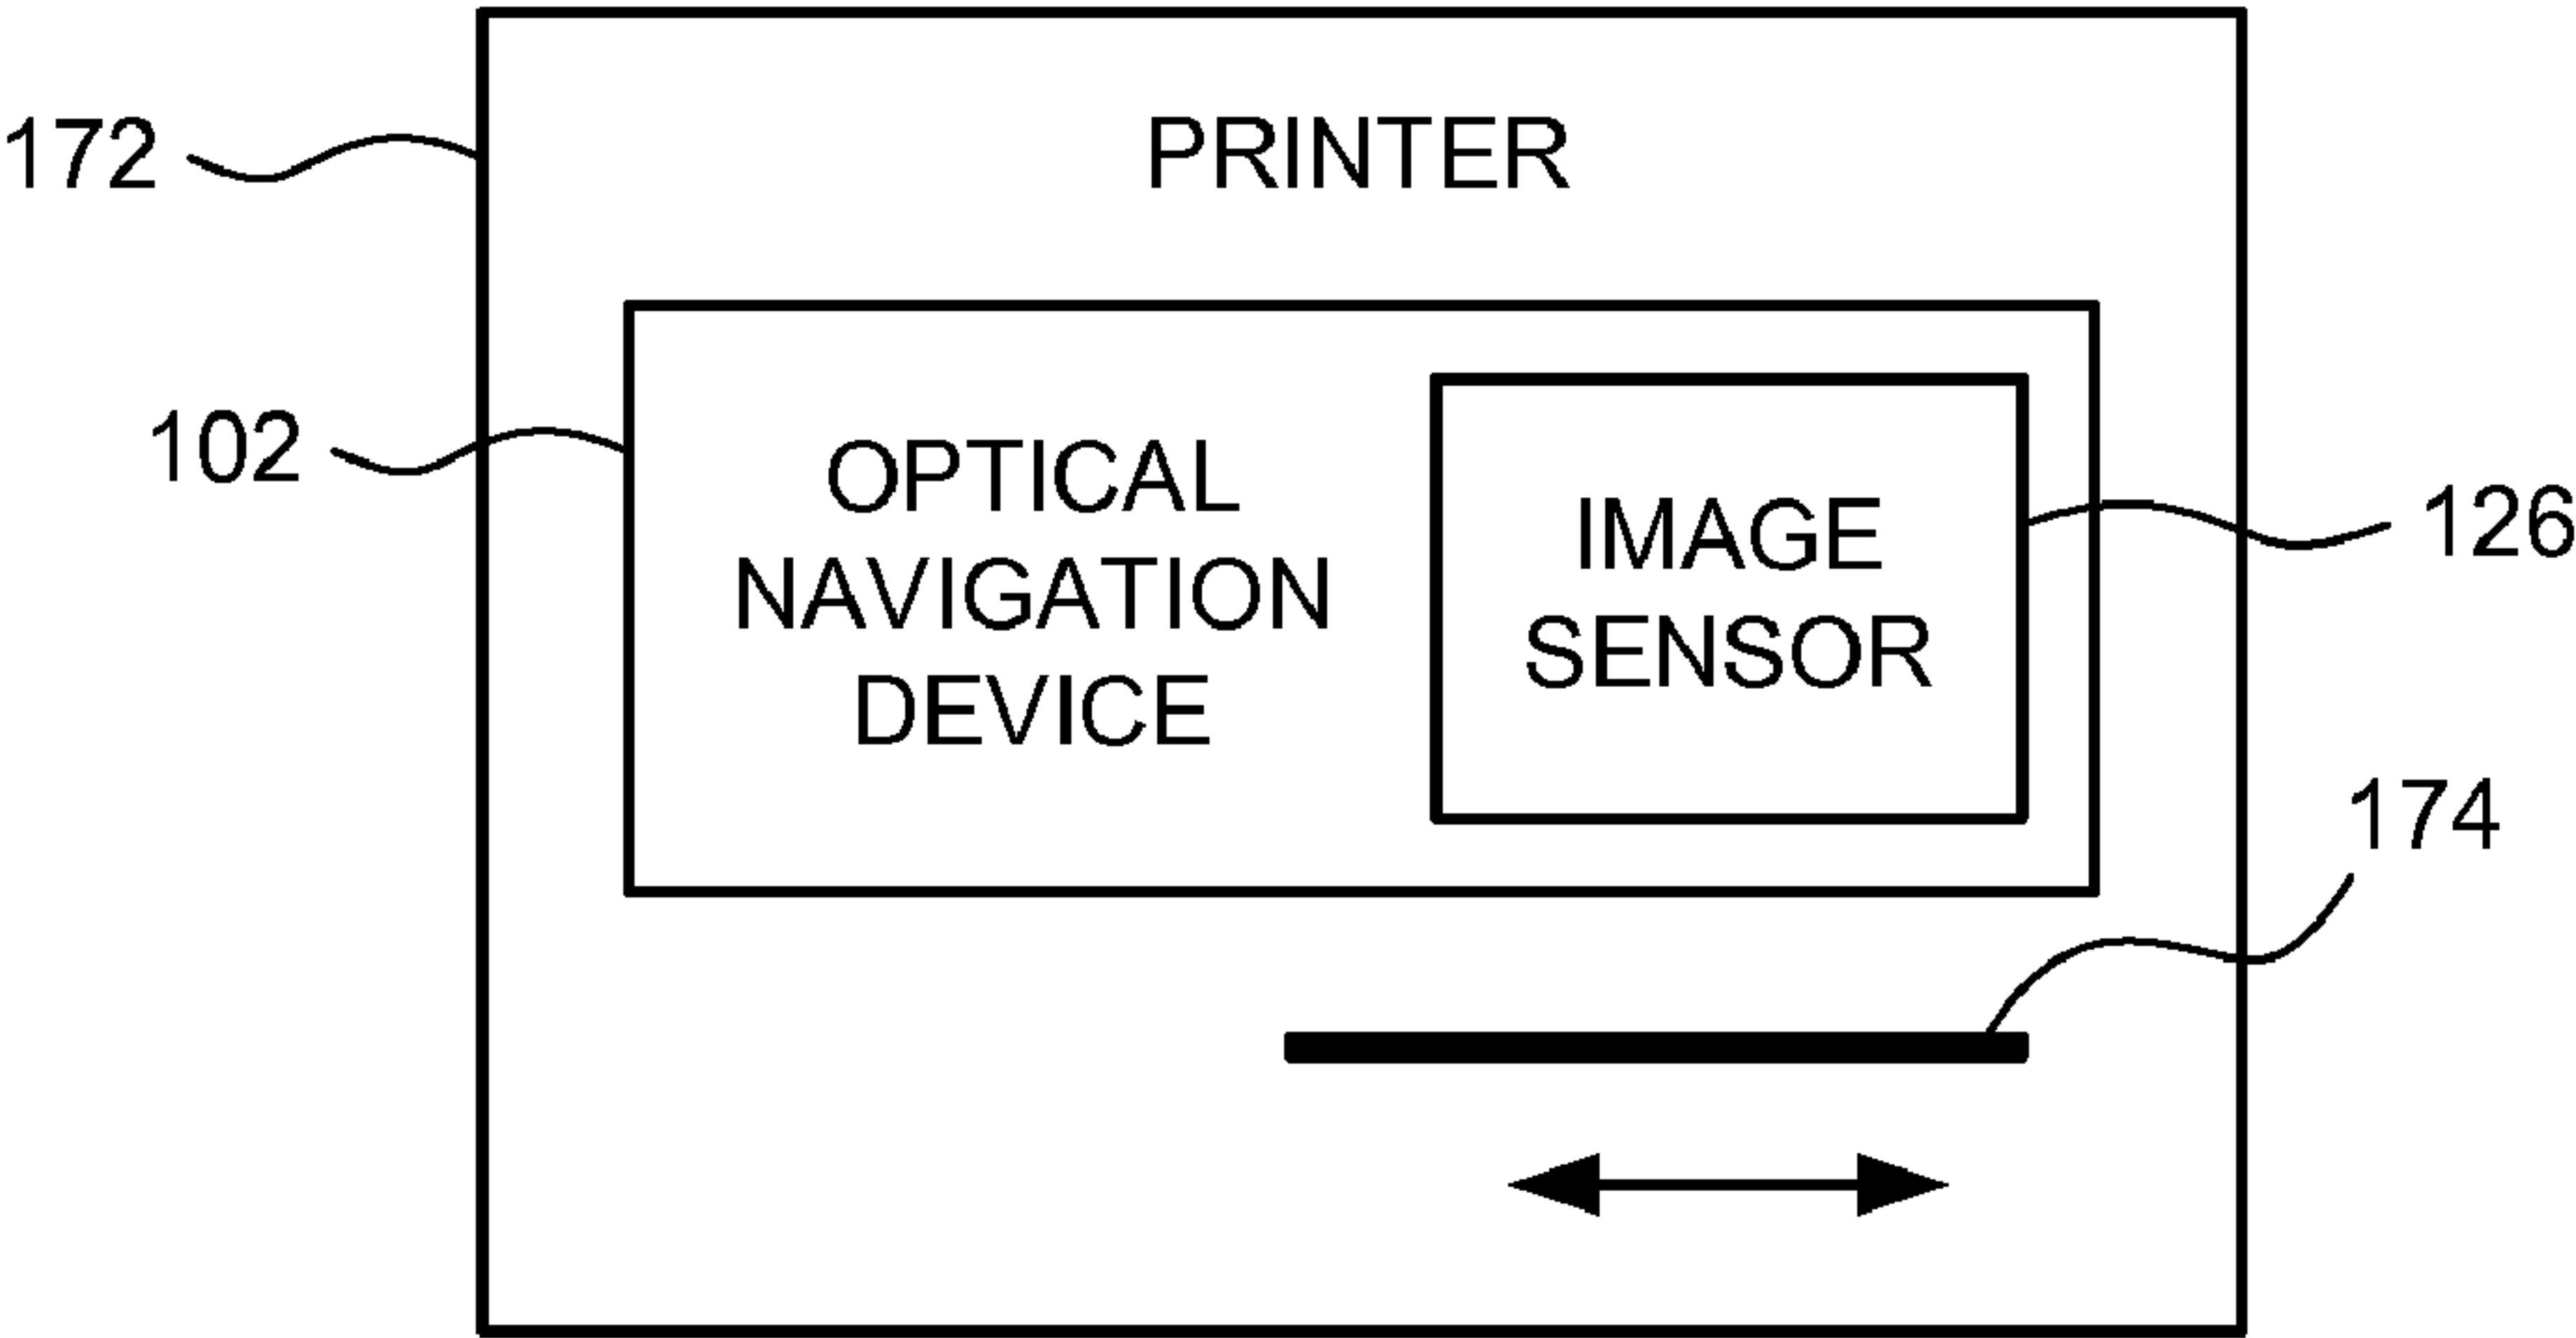 PRINTER
172
102
OPTICAL
NAVIGATION
DEVICE
IMAGE
SENSOR
126
174